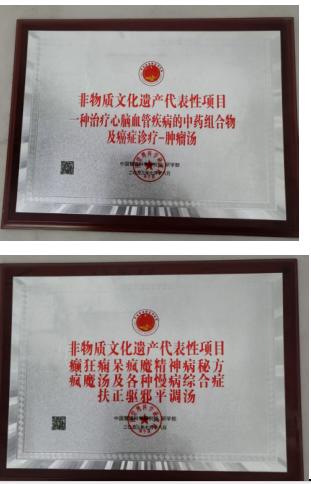 非物质文化遗产代表性项目
一种治疗心脑血管疾病的中药组合物
及癌症诊疗-肿瘤汤
非物质文化遗产代表性项目
癫狂痫呆疯魔精神病秘方
疯魔汤及各种慢病综合症
扶正驱邪平调汤